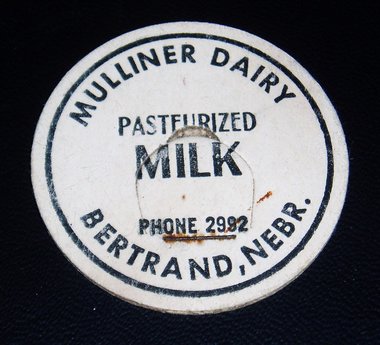 MULLINER DAIRY
PASTEURIZED
MILK
PHONE 2992
BERTRAND, NEBR.